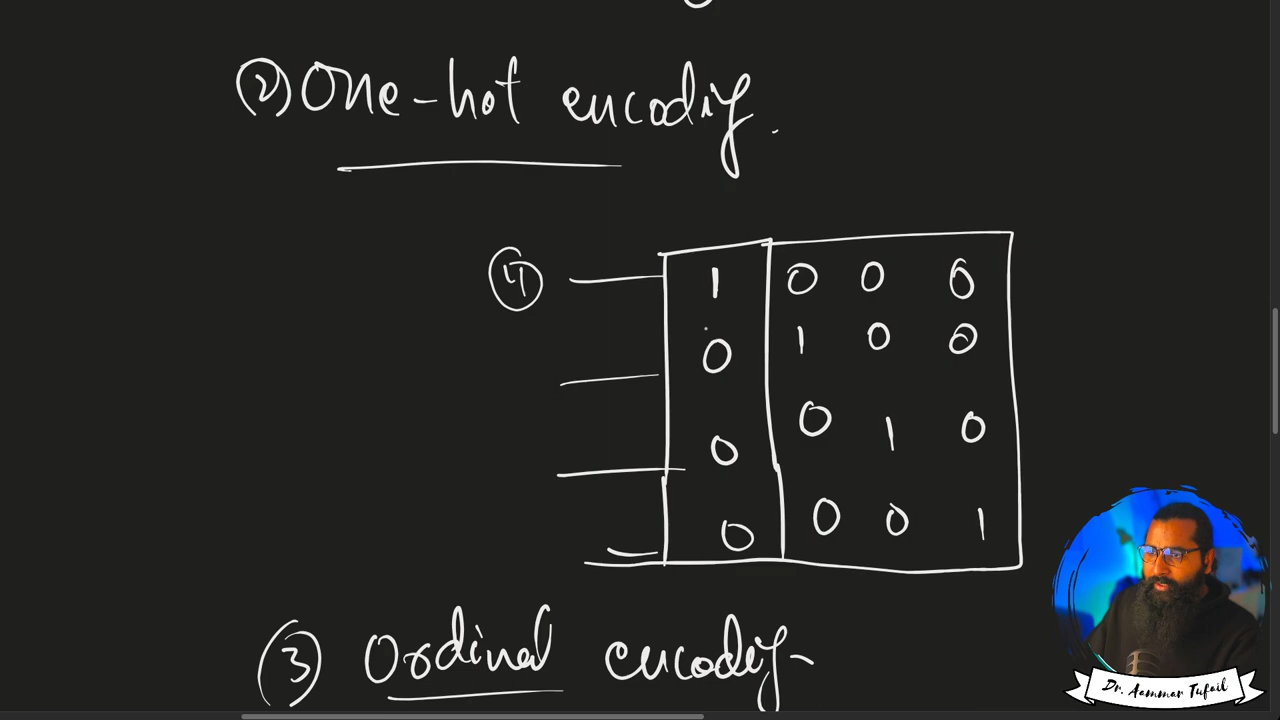 ② One-hot encodig.
④ 1 0 0 0
0 1 0 0
0 0 1 0
0 0 0 1
③ Ordinal encodig-
Dr. Aammar Tufail